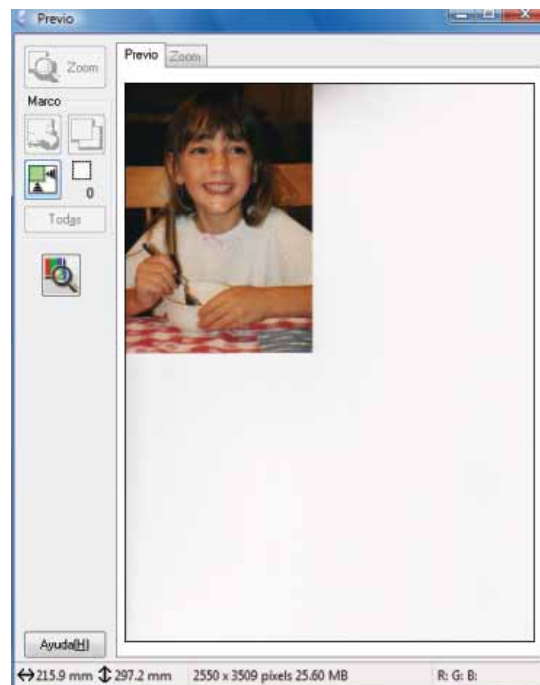 Previo
Zoom
Previo Zoom
Marco
0
Todas
Ayuda(H)
215.9 mm 297.2 mm 2550 x 3509 pixels 25.60 MB R: G: B: